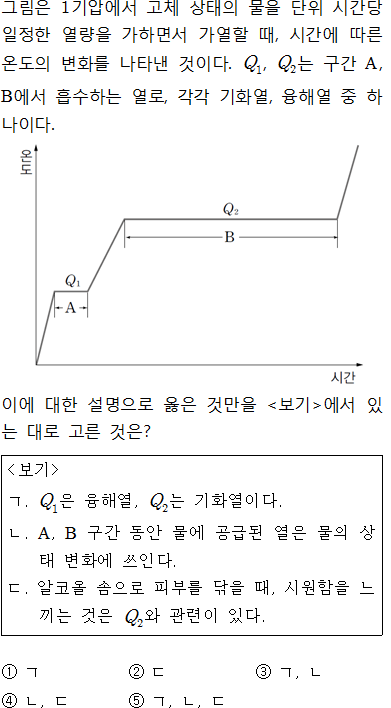 그림은 1기압에서 고체 상태의 물을 단위 시간당
일정한 열량을 가하면서 가열할 때, 시간에 따른
온도의 변화를 나타낸 것이다. Q₁, Q₂는 구간 A,
B에서 흡수하는 열로, 각각 기화열, 융해열 중 하
나이다.
온도
Q₂
B
Q₁
A
시간
이에 대한 설명으로 옳은 것만을 <보기>에서 있
는 대로 고른 것은?
<보기>
ㄱ. Q₁은 융해열, Q₂는 기화열이다.
ㄴ. A, B 구간 동안 물에 공급된 열은 물의 상
태 변화에 쓰인다.
ㄷ. 알코올 솜으로 피부를 닦을 때, 시원함을 느
끼는 것은 Q₂와 관련이 있다.
① ㄱ ② ㄷ ③ ㄱ, ㄴ
④ ㄴ, ㄷ ⑤ ㄱ, ㄴ, ㄷ